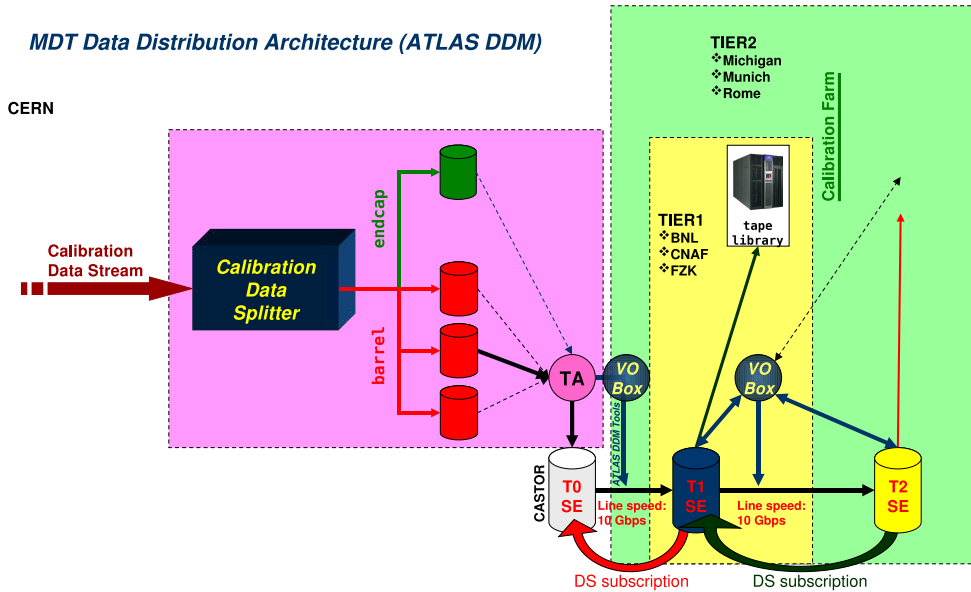 MDT Data Distribution Architecture (ATLAS DDM)
CERN
TIER2
❖Michigan
❖Munich
❖Rome
Calibration Farm
endcap
tape
library
TIER1
❖BNL
❖CNAF
❖FZK
Calibration
Data Stream
Calibration
Data
Splitter
barrel
TA
VO
Box
VO
Box
ATLAS DDM Tools
CASTOR
T0
SE
Line speed:
10 Gbps
T1
SE
Line speed:
10 Gbps
T2
SE
DS subscription
DS subscription